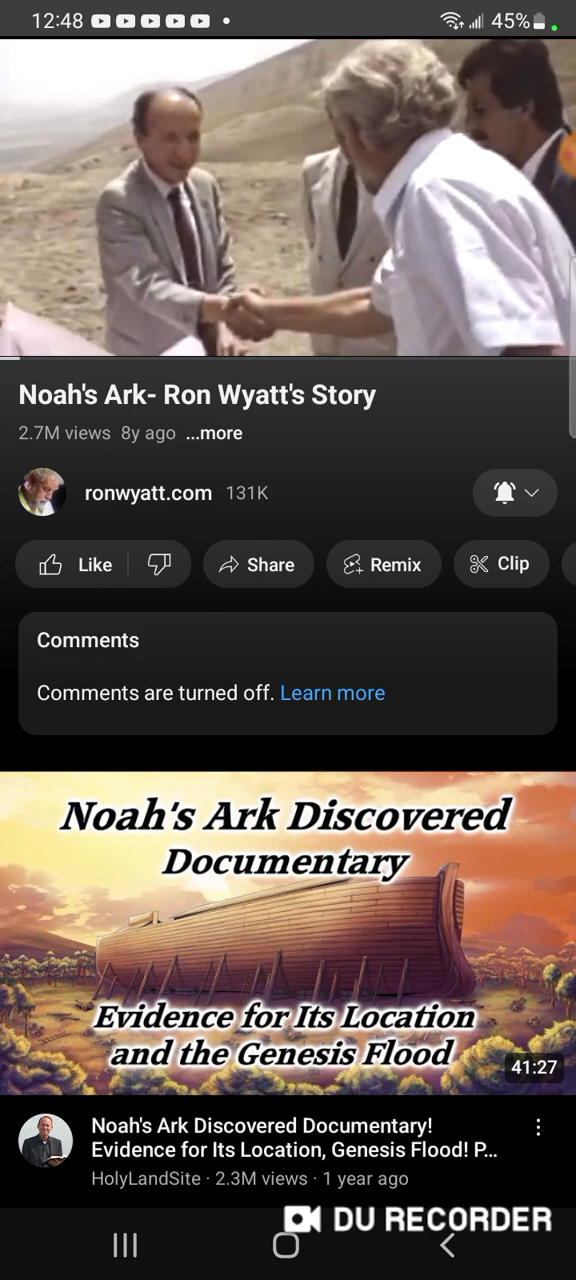 12:48
45%
Noah's Ark- Ron Wyatt's Story
2.7M views 8y ago ...more
ronwyatt.com 131K
Like Share Remix Clip
Comments
Comments are turned off. Learn more
Noah's Ark Discovered
Documentary
Evidence for Its Location
and the Genesis Flood
41:27
Noah's Ark Discovered Documentary!
Evidence for Its Location, Genesis Flood! P...
HolyLandSite · 2.3M views · 1 year ago
DU RECORDER